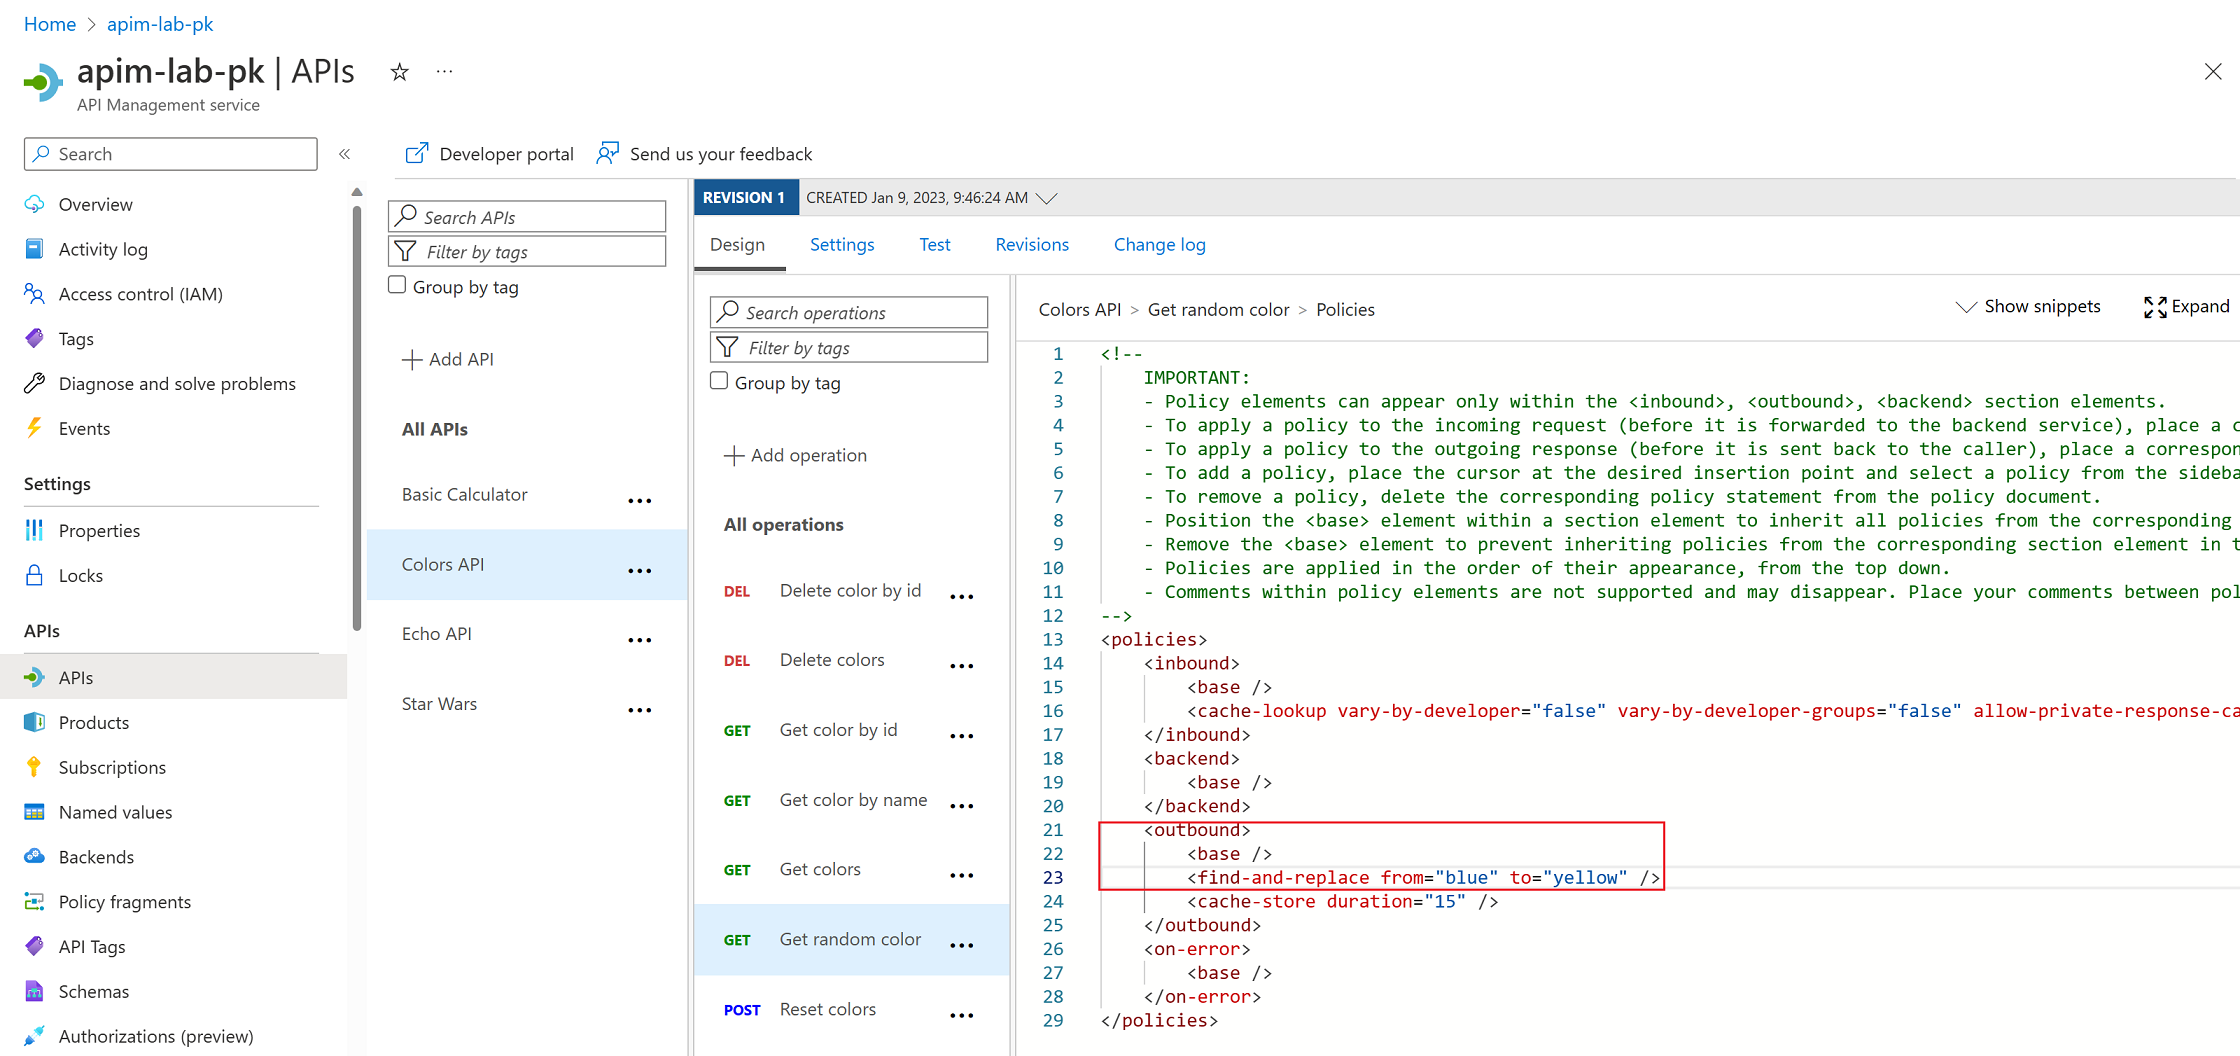 Home > apim-lab-pk
apim-lab-pk | APIs
API Management service
Search
Overview
Activity log
Access control (IAM)
Tags
Diagnose and solve problems
Events
Settings
Properties
Locks
APIs
APIs
Products
Subscriptions
Named values
Backends
Policy fragments
API Tags
Schemas
Authorizations (preview)
Developer portal
Send us your feedback
Search APIs
Filter by tags
Group by tag
+ Add API
All APIs
Basic Calculator ...
Colors API ...
Echo API ...
Star Wars ...
REVISION 1 CREATED Jan 9, 2023, 9:46:24 AM
Design Settings Test Revisions Change log
Search operations
Filter by tags
Group by tag
+ Add operation
All operations
DEL Delete color by id ...
DEL Delete colors ...
GET Get color by id ...
GET Get color by name ...
GET Get colors ...
GET Get random color ...
POST Reset colors ...
Colors API > Get random color > Policies
Show snippets
Expand
1 <!--
2 IMPORTANT:
3 - Policy elements can appear only within the <inbound>, <outbound>, <backend> section elements.
4 - To apply a policy to the incoming request (before it is forwarded to the backend service), place a c
5 - To apply a policy to the outgoing response (before it is sent back to the caller), place a correspon
6 - To add a policy, place the cursor at the desired insertion point and select a policy from the sideba
7 - To remove a policy, delete the corresponding policy statement from the policy document.
8 - Position the <base> element within a section element to inherit all policies from the corresponding
9 - Remove the <base> element to prevent inheriting policies from the corresponding section element in t
10 - Policies are applied in the order of their appearance, from the top down.
11 - Comments within policy elements are not supported and may disappear. Place your comments between pol
12 -->
13 <policies>
14 <inbound>
15 <base />
16 <cache-lookup vary-by-developer="false" vary-by-developer-groups="false" allow-private-response-ca
17 </inbound>
18 <backend>
19 <base />
20 </backend>
21 <outbound>
22 <base />
23 <find-and-replace from="blue" to="yellow" />
24 <cache-store duration="15" />
25 </outbound>
26 <on-error>
27 <base />
28 </on-error>
29 </policies>